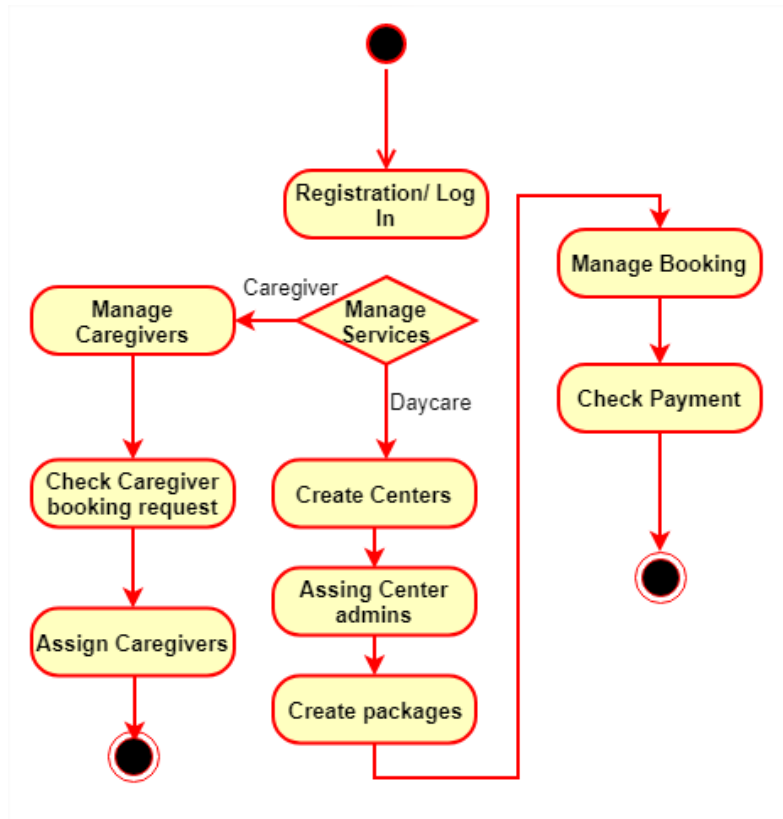 Registration/ Log
In
Caregiver
Manage
Services
Manage
Caregivers
Daycare
Check Caregiver
booking request
Assign Caregivers
Create Centers
Assing Center
admins
Create packages
Manage Booking
Check Payment